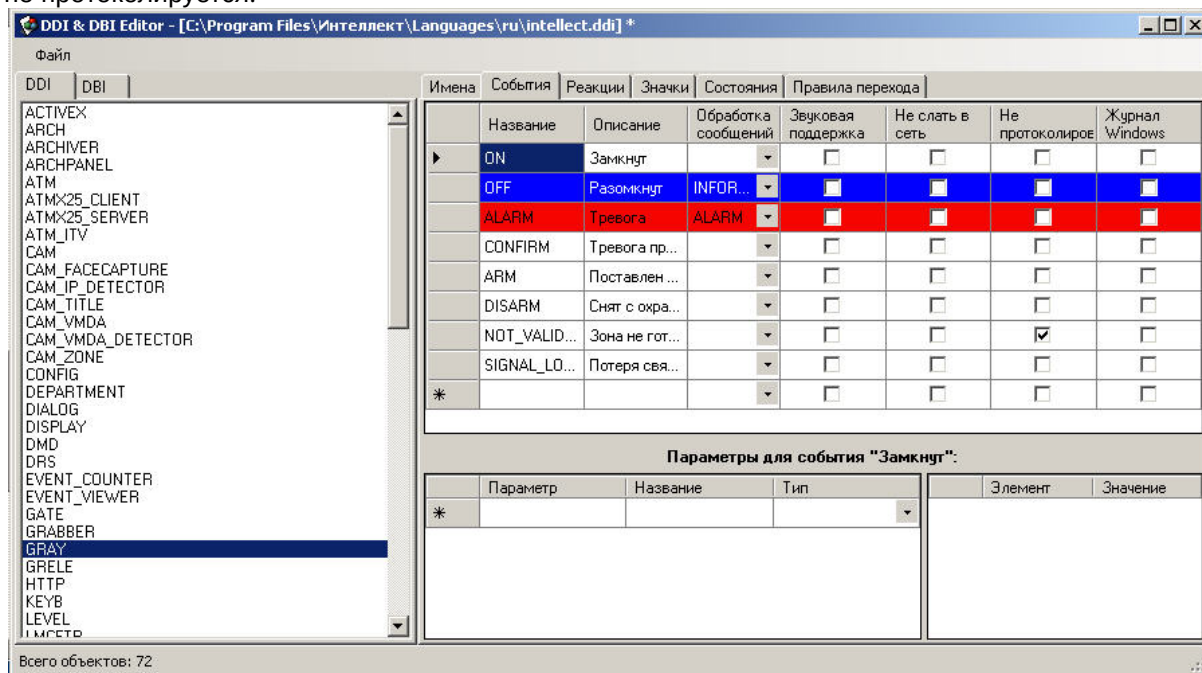 не протоколируется.
DDI & DBI Editor - [C:\Program Files\Интеллект\Languages\ru\intellect.ddi] *
Файл
DDI DBI
ACTIVEX
ARCH
ARCHIVER
ARCHPANEL
ATM
ATMX25_CLIENT
ATMX25_SERVER
ATM_ITV
CAM
CAM_FACECAPTURE
CAM_IP_DETECTOR
CAM_TITLE
CAM_VMDA
CAM_VMDA_DETECTOR
CAM_ZONE
CONFIG
DEPARTMENT
DIALOG
DISPLAY
DMD
DRS
EVENT_COUNTER
EVENT_VIEWER
GATE
GRABBER
GRAY
GRELE
HTTP
KEYB
LEVEL
Имена События Реакции Значки Состояния Правила перехода
Название Описание Обработка сообщений Звуковая поддержка Не слать в сеть Не протоколиров Журнал Windows
ON Замкнут
OFF Разомкнут INFOR...
ALARM Тревога ALARM
CONFIRM Тревога пр...
ARM Поставлен ...
DISARM Снят с охра...
NOT_VALID... Зона не гот...
SIGNAL_LO... Потеря свя...
Параметры для события "Замкнут":
Параметр Название Тип
Элемент Значение
Всего объектов: 72